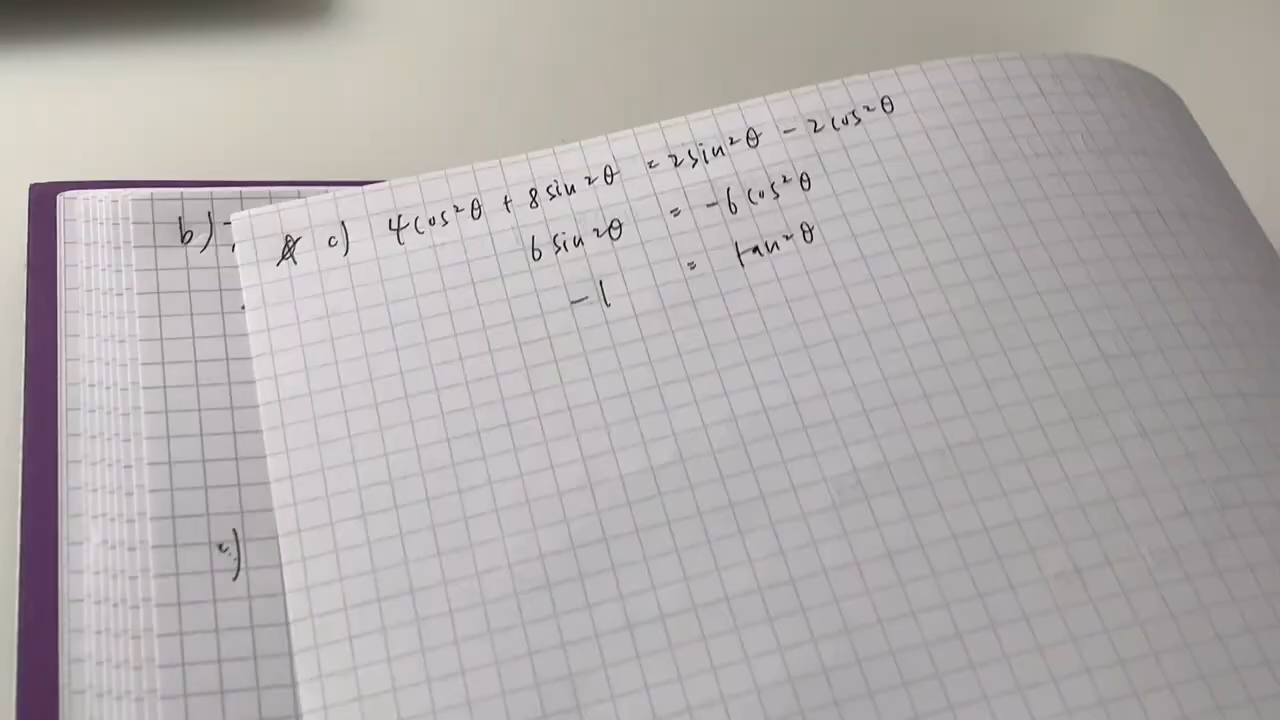 b)
c) 4cos²θ + 8sin²θ = 2sin²θ - 2cos²θ
6sin²θ = -6cos²θ
-1 = tan²θ